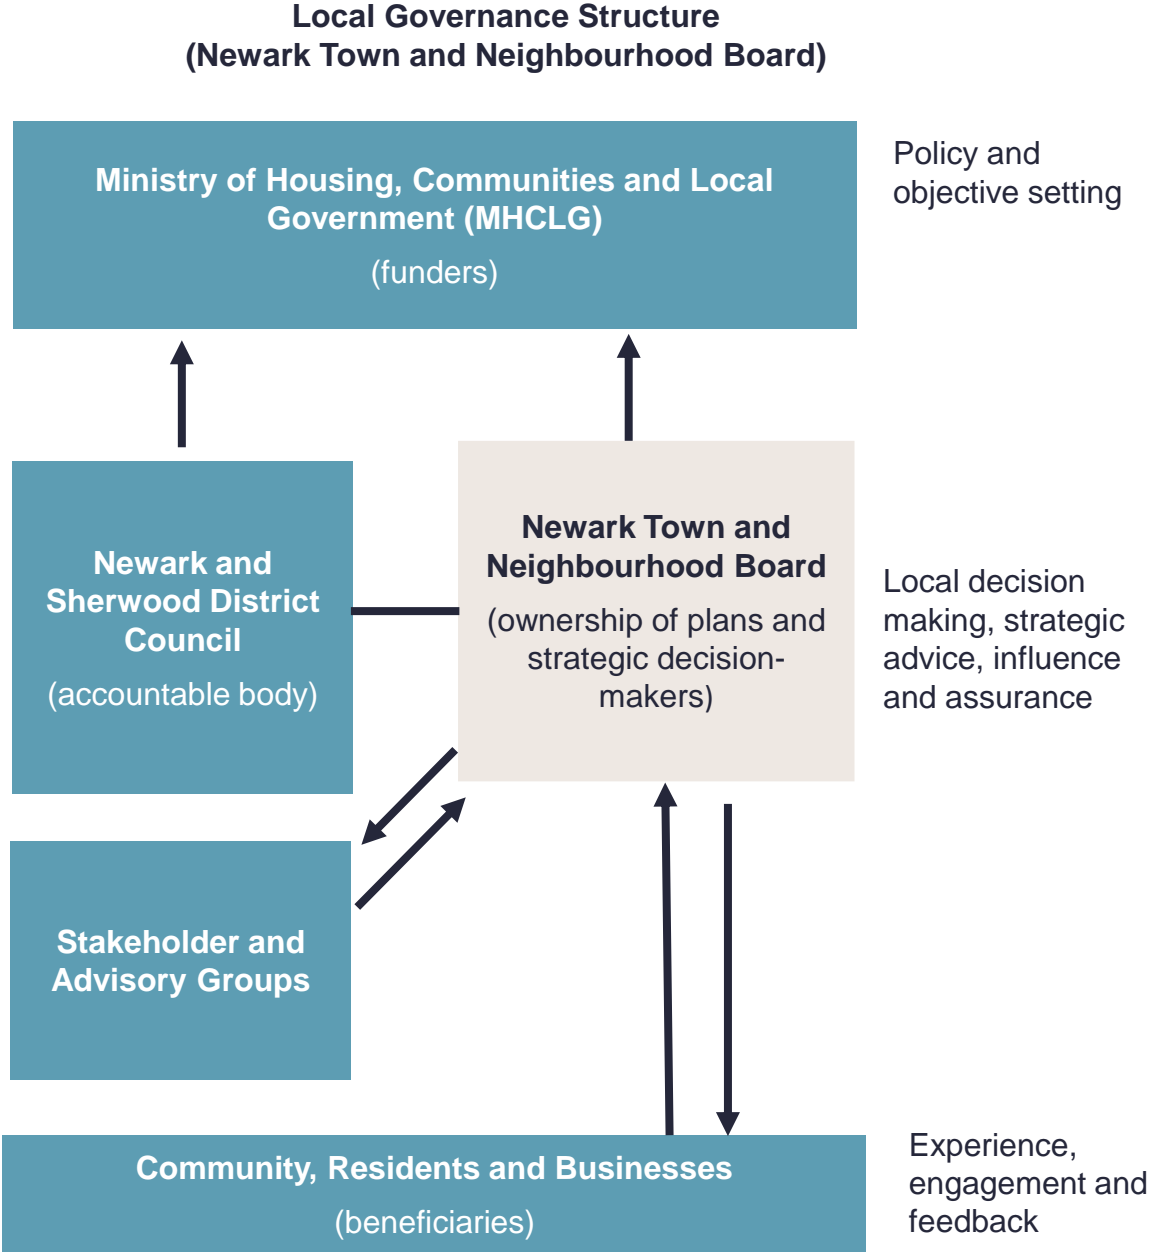 Local Governance Structure
(Newark Town and Neighbourhood Board)
Ministry of Housing, Communities and Local
Government (MHCLG)
(funders)
Policy and
objective setting
Newark and
Sherwood District
Council
(accountable body)
Newark Town and
Neighbourhood Board
(ownership of plans and
strategic decision-
makers)
Local decision
making, strategic
advice, influence
and assurance
Stakeholder and
Advisory Groups
Community, Residents and Businesses
(beneficiaries)
Experience,
engagement and
feedback